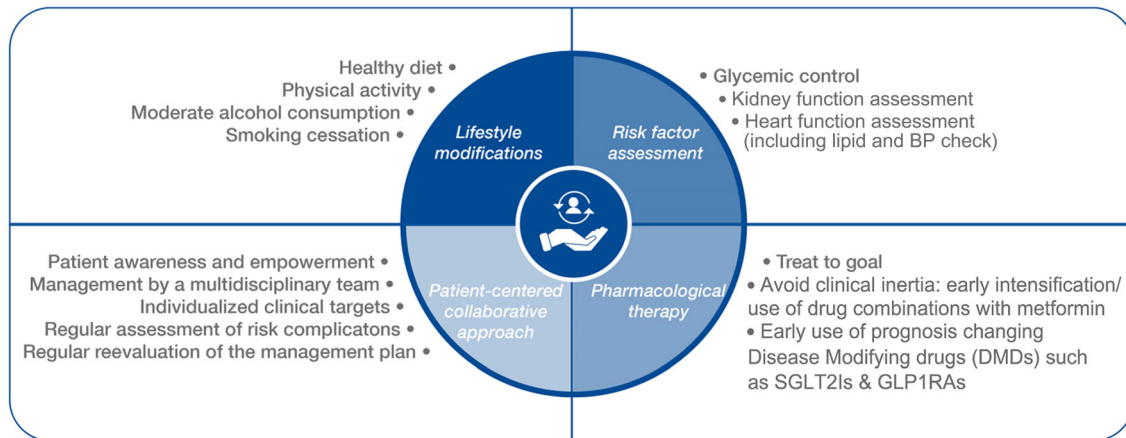 Healthy diet •
Physical activity •
Moderate alcohol consumption •
Smoking cessation •
Lifestyle
modifications
Risk factor
assessment
• Glycemic control
• Kidney function assessment
• Heart function assessment
(including lipid and BP check)
Patient awareness and empowerment •
Management by a multidisciplinary team •
Individualized clinical targets •
Regular assessment of risk complicatons •
Regular reevaluation of the management plan •
Patient-centered
collaborative
approach
Pharmacological
therapy
• Treat to goal
• Avoid clinical inertia: early intensification/
use of drug combinations with metformin
• Early use of prognosis changing
Disease Modifying drugs (DMDs) such
as SGLT2Is & GLP1RAs